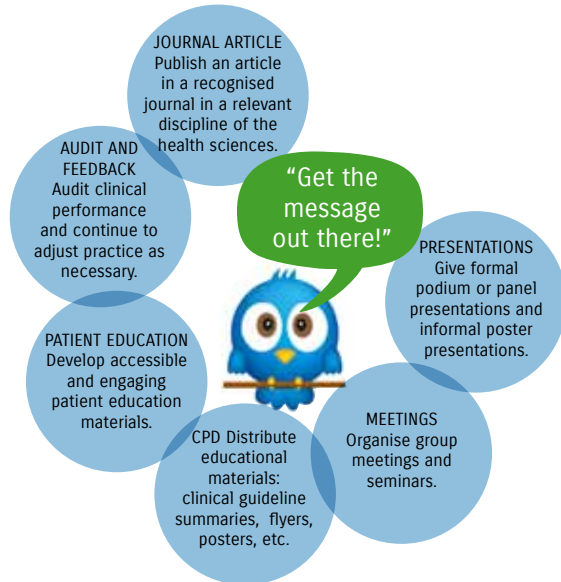 JOURNAL ARTICLE
Publish an article
in a recognised
journal in a relevant
discipline of the
health sciences.
AUDIT AND
FEEDBACK
Audit clinical
performance
and continue to
adjust practice as
necessary.
“Get the
message
out there!”
PRESENTATIONS
Give formal
podium or panel
presentations and
informal poster
presentations.
PATIENT EDUCATION
Develop accessible
and engaging
patient education
materials.
MEETINGS
Organise group
meetings and
seminars.
CPD Distribute
educational
materials:
clinical guideline
summaries, flyers,
posters, etc.